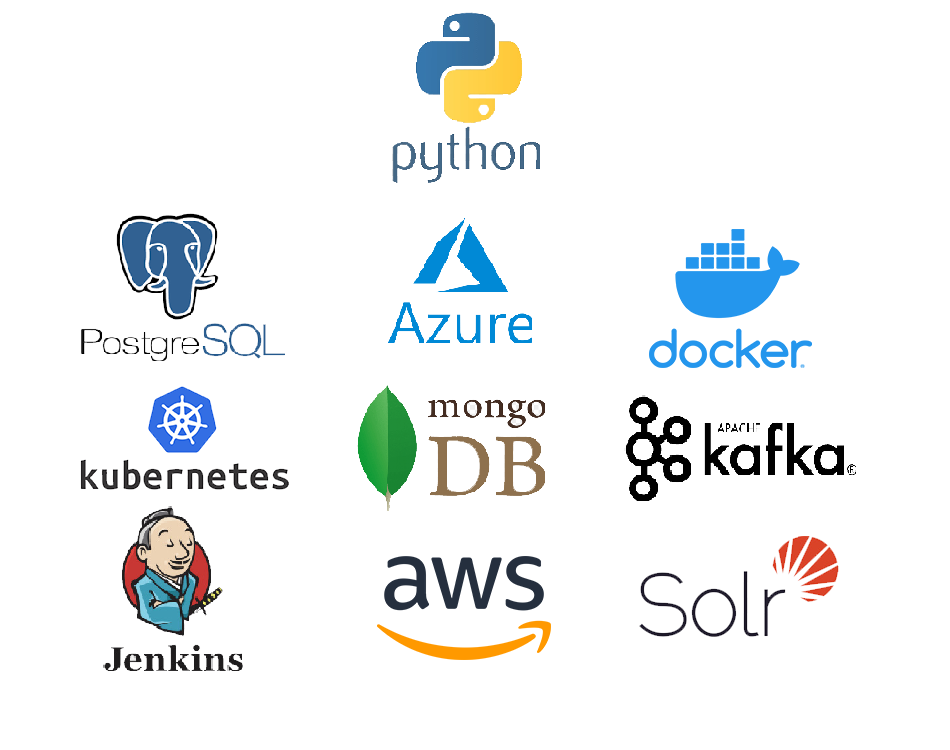 python
PostgreSQL
Azure
docker
kubernetes
mongo
DB
APACHE
kafka®
Jenkins
aws
Solr